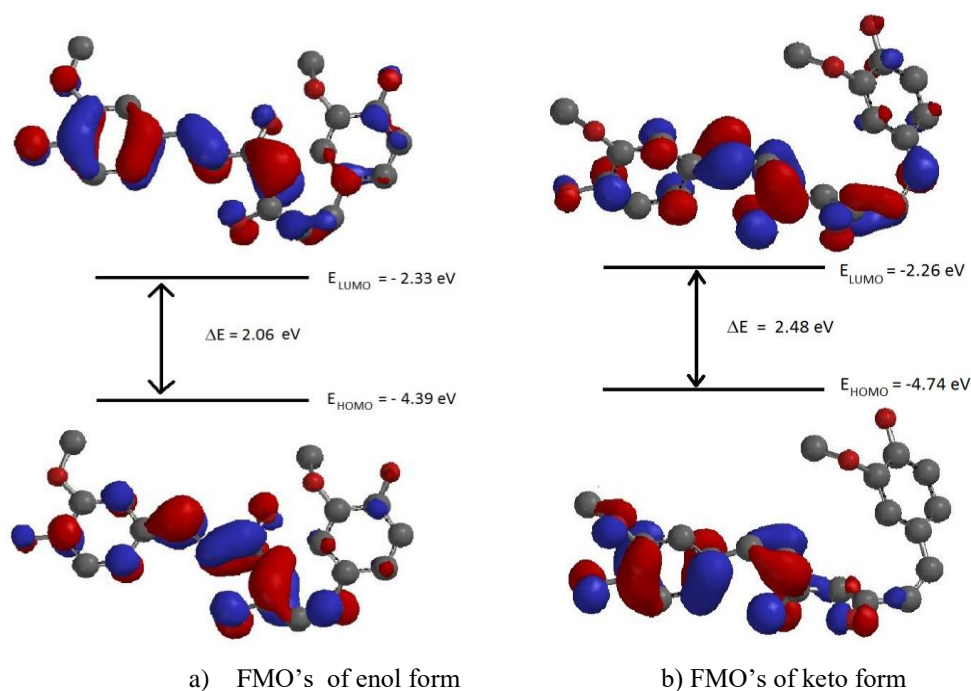 E_LUMO = - 2.33 eV
ΔE = 2.06 eV
E_HOMO = - 4.39 eV
a) FMO’s of enol form
E_LUMO = -2.26 eV
ΔE = 2.48 eV
E_HOMO = -4.74 eV
b) FMO’s of keto form